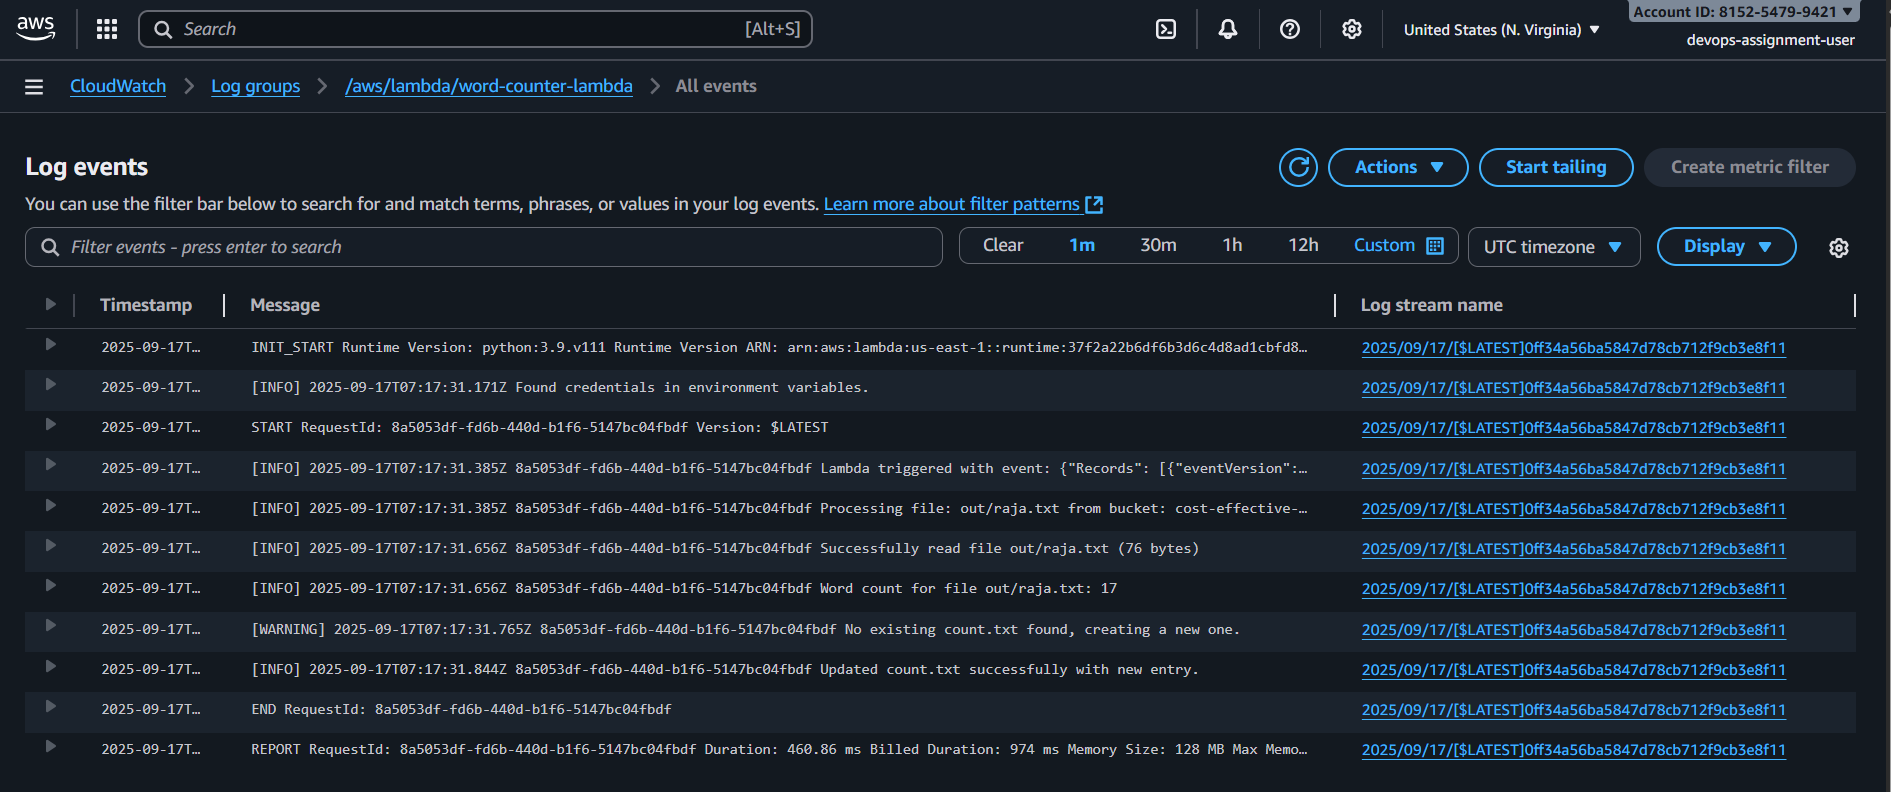 aws
Search [Alt+S]
United States (N. Virginia)
Account ID: 8152-5479-9421
devops-assignment-user
CloudWatch
Log groups
/aws/lambda/word-counter-lambda
All events
Log events
Actions
Start tailing
Create metric filter
You can use the filter bar below to search for and match terms, phrases, or values in your log events. Learn more about filter patterns
Filter events - press enter to search
Clear 1m 30m 1h 12h Custom
UTC timezone
Display
Timestamp Message Log stream name
2025-09-17T… INIT_START Runtime Version: python:3.9.v111 Runtime Version ARN: arn:aws:lambda:us-east-1::runtime:37f2a22b6df6b3d6c4d8ad1cbfd8… 2025/09/17/[$LATEST]0ff34a56ba5847d78cb712f9cb3e8f11
2025-09-17T… [INFO] 2025-09-17T07:17:31.171Z Found credentials in environment variables. 2025/09/17/[$LATEST]0ff34a56ba5847d78cb712f9cb3e8f11
2025-09-17T… START RequestId: 8a5053df-fd6b-440d-b1f6-5147bc04fbdf Version: $LATEST 2025/09/17/[$LATEST]0ff34a56ba5847d78cb712f9cb3e8f11
2025-09-17T… [INFO] 2025-09-17T07:17:31.385Z 8a5053df-fd6b-440d-b1f6-5147bc04fbdf Lambda triggered with event: {"Records": [{"eventVersion":… 2025/09/17/[$LATEST]0ff34a56ba5847d78cb712f9cb3e8f11
2025-09-17T… [INFO] 2025-09-17T07:17:31.385Z 8a5053df-fd6b-440d-b1f6-5147bc04fbdf Processing file: out/raja.txt from bucket: cost-effective-… 2025/09/17/[$LATEST]0ff34a56ba5847d78cb712f9cb3e8f11
2025-09-17T… [INFO] 2025-09-17T07:17:31.656Z 8a5053df-fd6b-440d-b1f6-5147bc04fbdf Successfully read file out/raja.txt (76 bytes) 2025/09/17/[$LATEST]0ff34a56ba5847d78cb712f9cb3e8f11
2025-09-17T… [INFO] 2025-09-17T07:17:31.656Z 8a5053df-fd6b-440d-b1f6-5147bc04fbdf Word count for file out/raja.txt: 17 2025/09/17/[$LATEST]0ff34a56ba5847d78cb712f9cb3e8f11
2025-09-17T… [WARNING] 2025-09-17T07:17:31.765Z 8a5053df-fd6b-440d-b1f6-5147bc04fbdf No existing count.txt found, creating a new one. 2025/09/17/[$LATEST]0ff34a56ba5847d78cb712f9cb3e8f11
2025-09-17T… [INFO] 2025-09-17T07:17:31.844Z 8a5053df-fd6b-440d-b1f6-5147bc04fbdf Updated count.txt successfully with new entry. 2025/09/17/[$LATEST]0ff34a56ba5847d78cb712f9cb3e8f11
2025-09-17T… END RequestId: 8a5053df-fd6b-440d-b1f6-5147bc04fbdf 2025/09/17/[$LATEST]0ff34a56ba5847d78cb712f9cb3e8f11
2025-09-17T… REPORT RequestId: 8a5053df-fd6b-440d-b1f6-5147bc04fbdf Duration: 460.86 ms Billed Duration: 974 ms Memory Size: 128 MB Max Memo… 2025/09/17/[$LATEST]0ff34a56ba5847d78cb712f9cb3e8f11